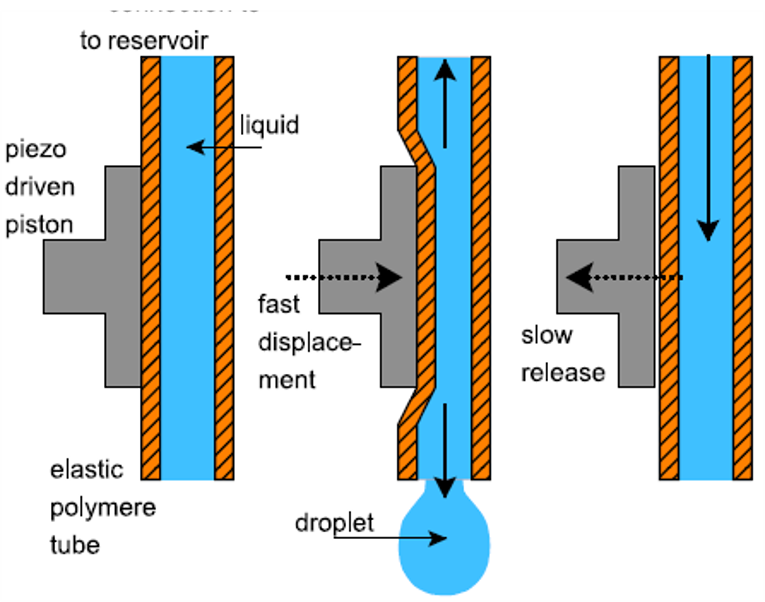 to reservoir
liquid
piezo
driven
piston
fast
displace-
ment
slow
release
elastic
polymere
tube
droplet